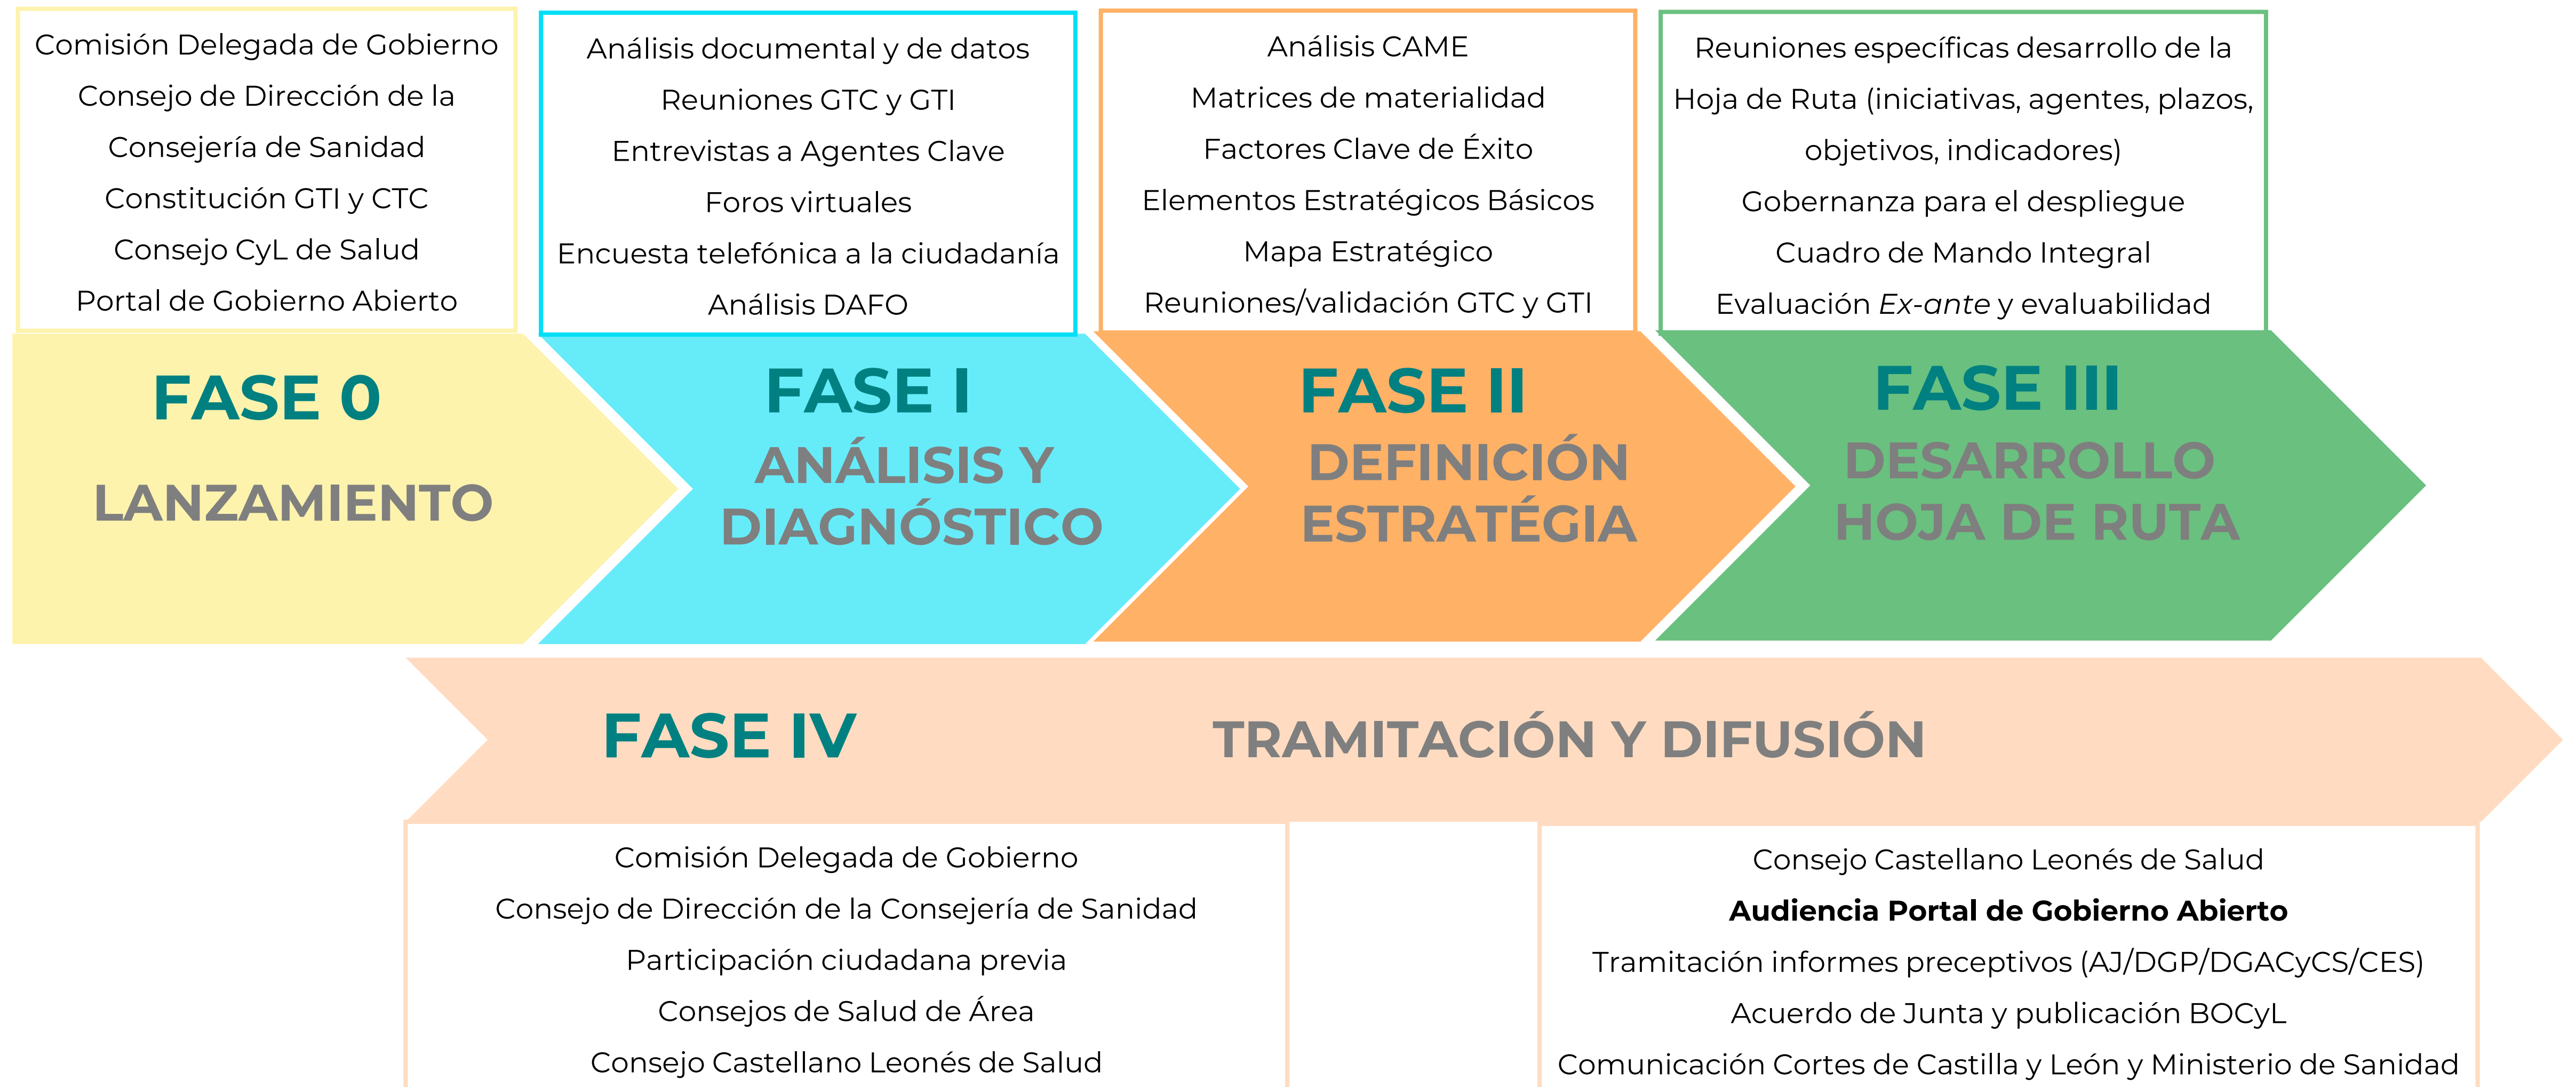 Comisión Delegada de Gobierno
Consejo de Dirección de la
Consejería de Sanidad
Constitución GTI y CTC
Consejo CyL de Salud
Portal de Gobierno Abierto
FASE 0
LANZAMIENTO
Análisis documental y de datos
Reuniones GTC y GTI
Entrevistas a Agentes Clave
Foros virtuales
Encuesta telefónica a la ciudadanía
Análisis DAFO
FASE I
ANÁLISIS Y
DIAGNÓSTICO
Análisis CAME
Matrices de materialidad
Factores Clave de Éxito
Elementos Estratégicos Básicos
Mapa Estratégico
Reuniones/validación GTC y GTI
FASE II
DEFINICIÓN
ESTRATÉGIA
Reuniones específicas desarrollo de la
Hoja de Ruta (iniciativas, agentes, plazos,
objetivos, indicadores)
Gobernanza para el despliegue
Cuadro de Mando Integral
Evaluación Ex-ante y evaluabilidad
FASE III
DESARROLLO
HOJA DE RUTA
FASE IV
TRAMITACIÓN Y DIFUSIÓN
Comisión Delegada de Gobierno
Consejo de Dirección de la Consejería de Sanidad
Participación ciudadana previa
Consejos de Salud de Área
Consejo Castellano Leonés de Salud
Consejo Castellano Leonés de Salud
Audiencia Portal de Gobierno Abierto
Tramitación informes preceptivos (AJ/DGP/DGACyCS/CES)
Acuerdo de Junta y publicación BOCyL
Comunicación Cortes de Castilla y León y Ministerio de Sanidad